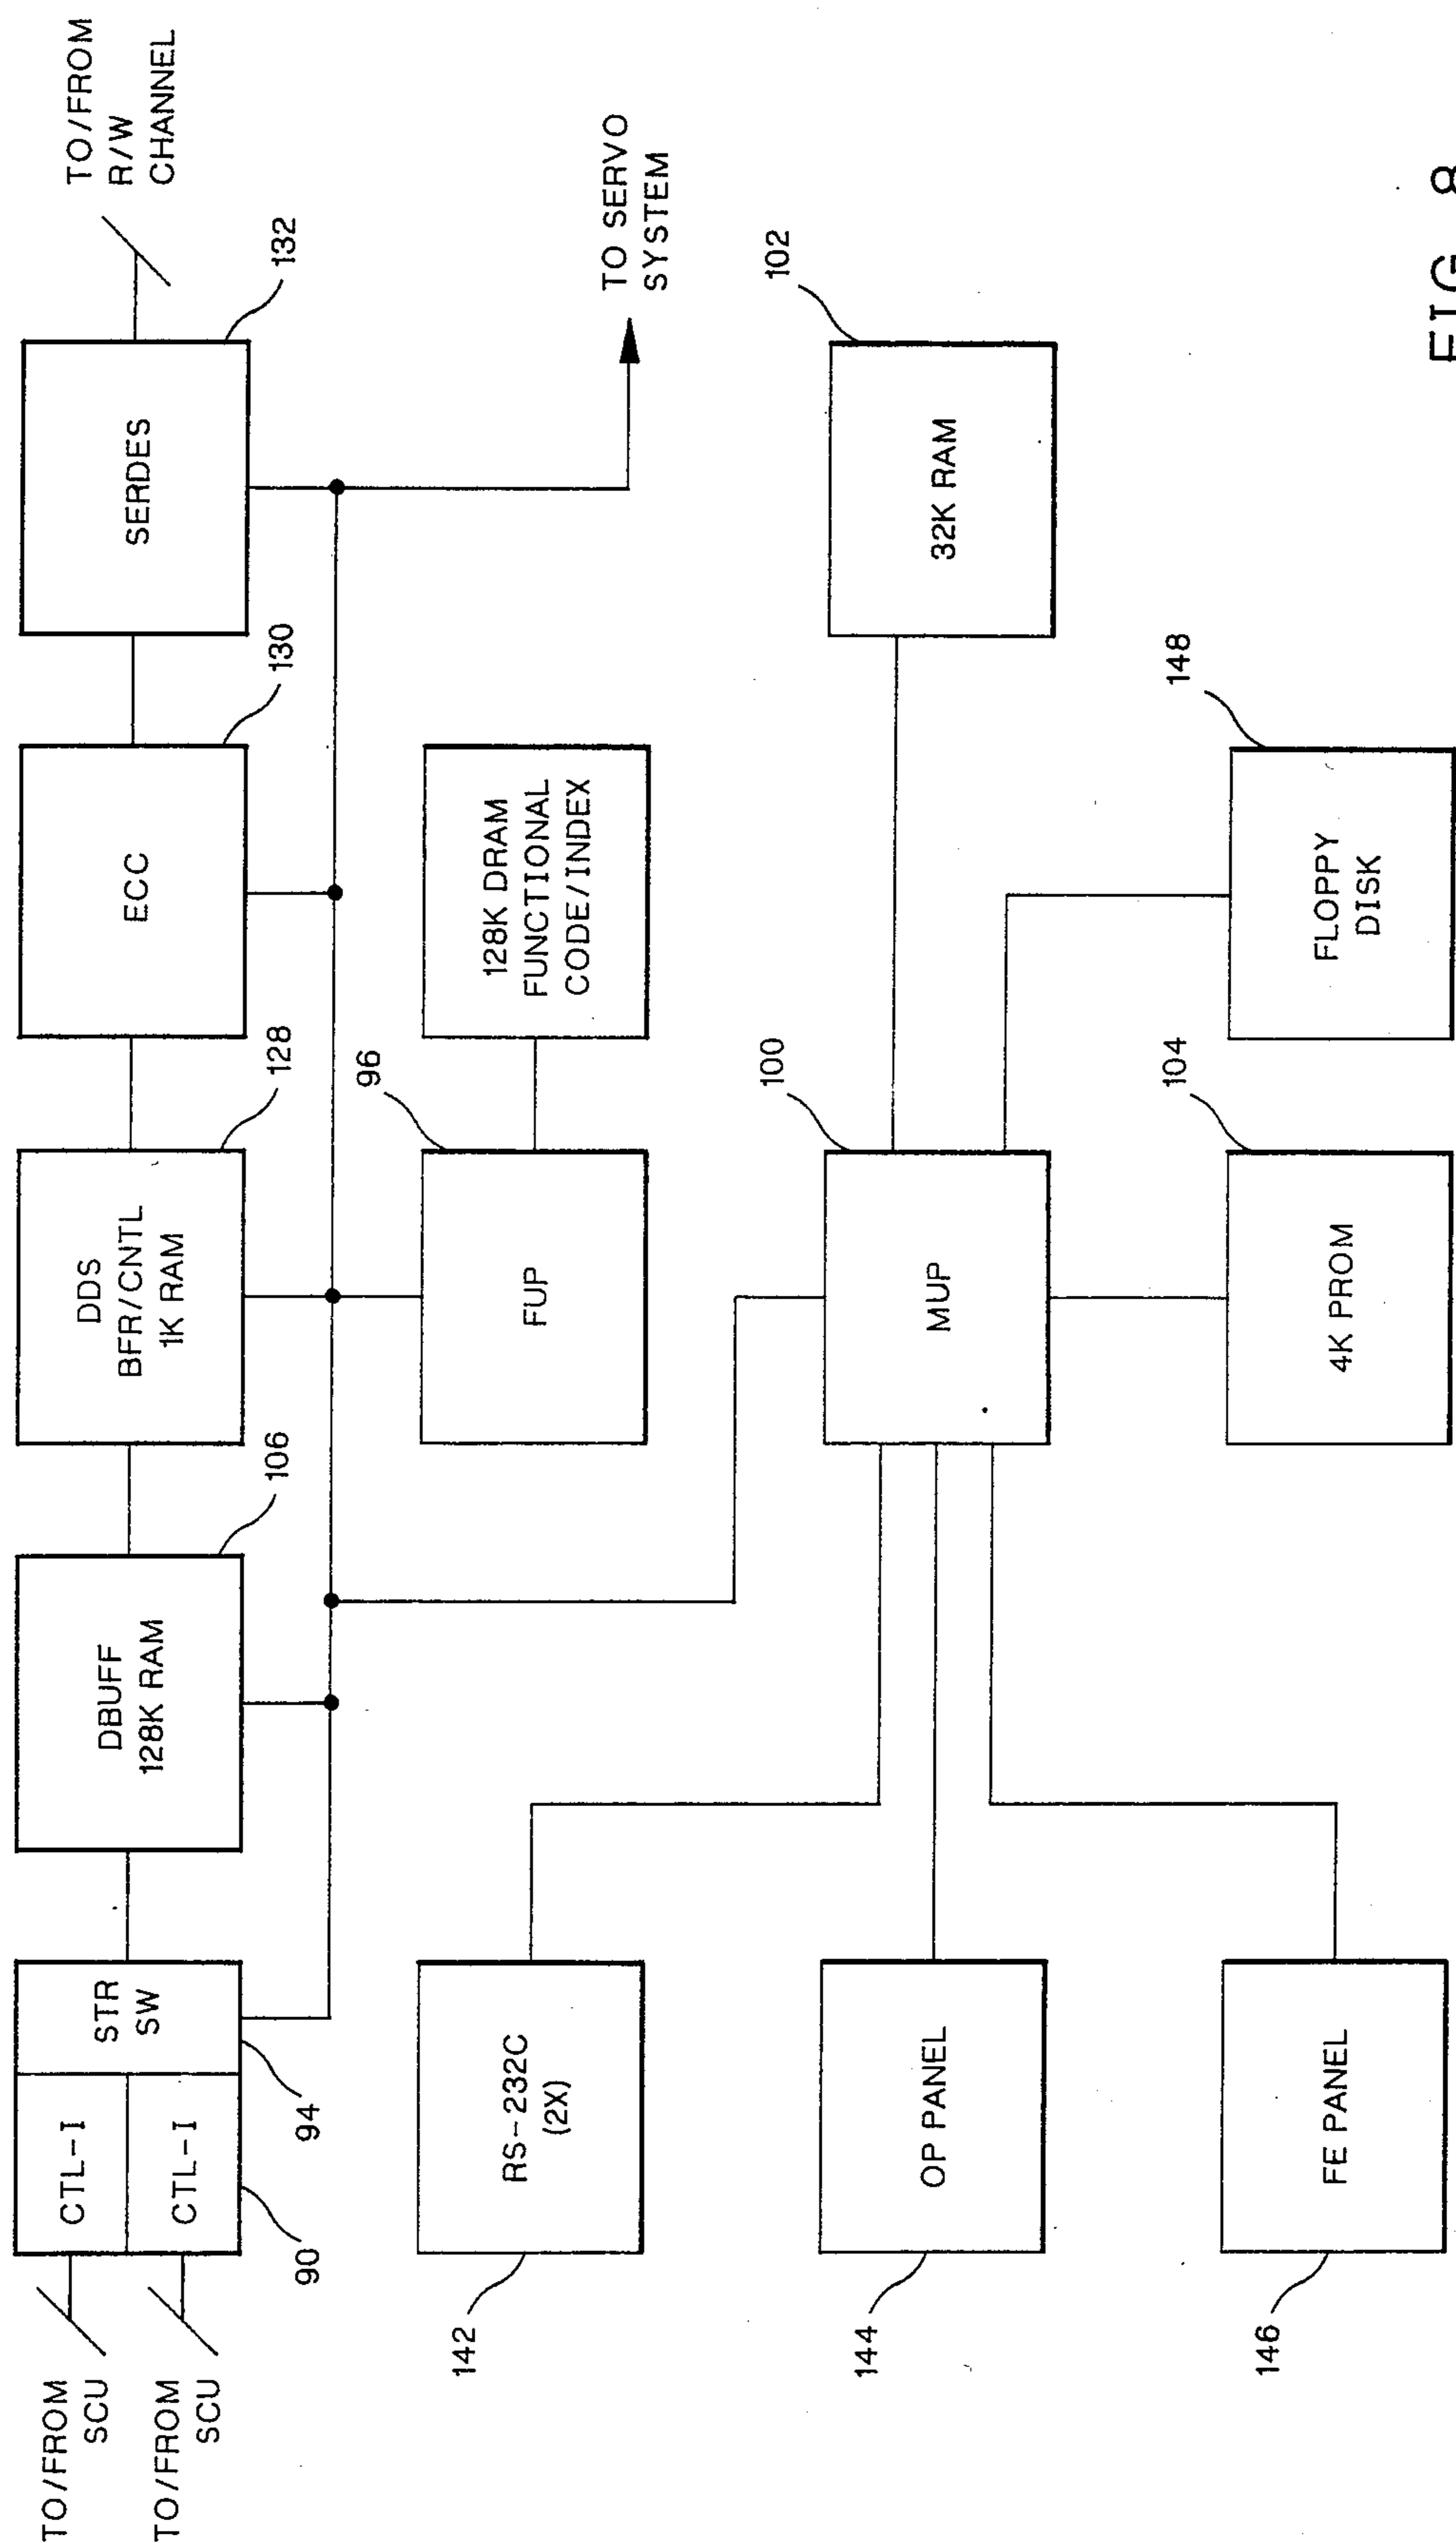 TO/FROM
SCU
TO/FROM
SCU
CTL-I
CTL-I
90
STR
SW
94
DBUFF
128K RAM
106
DDS
BFR/CNTL
1K RAM
128
ECC
130
SERDES
132
TO/FROM
R/W
CHANNEL
TO SERVO
SYSTEM
FUP
96
128K DRAM
FUNCTIONAL
CODE/INDEX
RS-232C
(2X)
142
OP PANEL
144
MUP
100
32K RAM
102
FE PANEL
146
4K PROM
104
FLOPPY
DISK
148
FIG 8